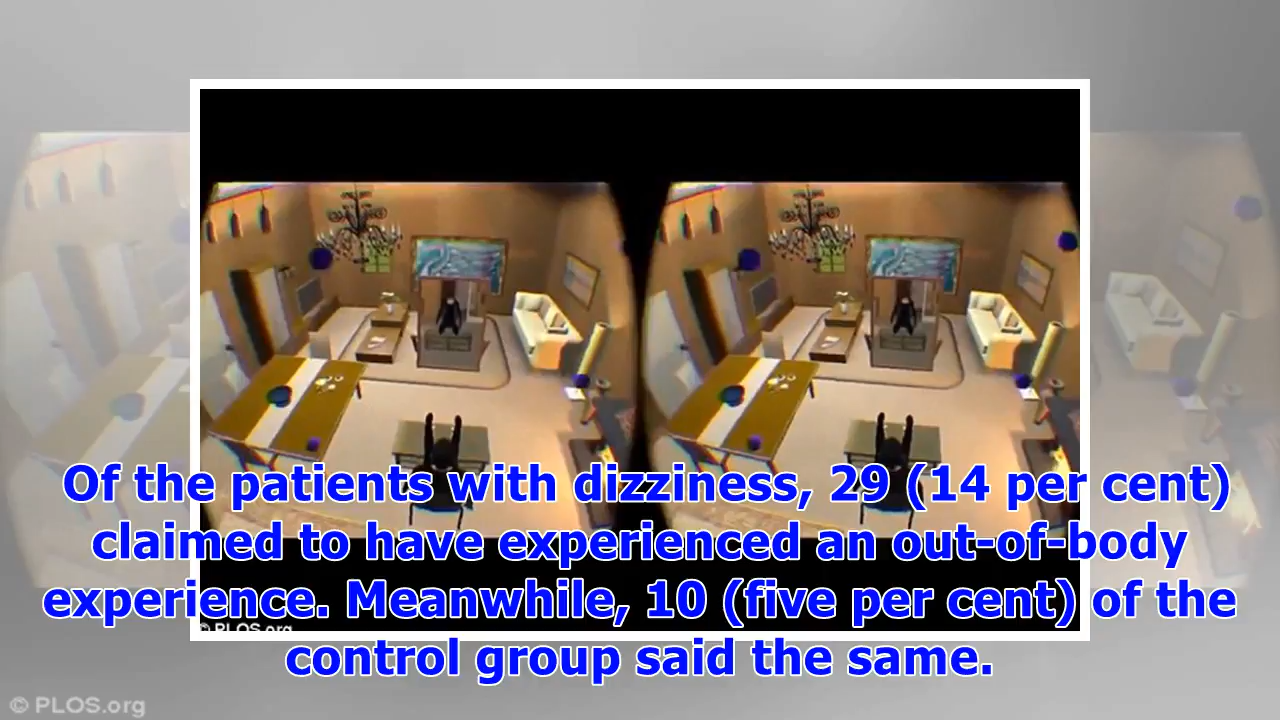 Of the patients with dizziness, 29 (14 per cent)
claimed to have experienced an out-of-body
experience. Meanwhile, 10 (five per cent) of the
© PLOS.org
control group said the same.
© PLOS.org